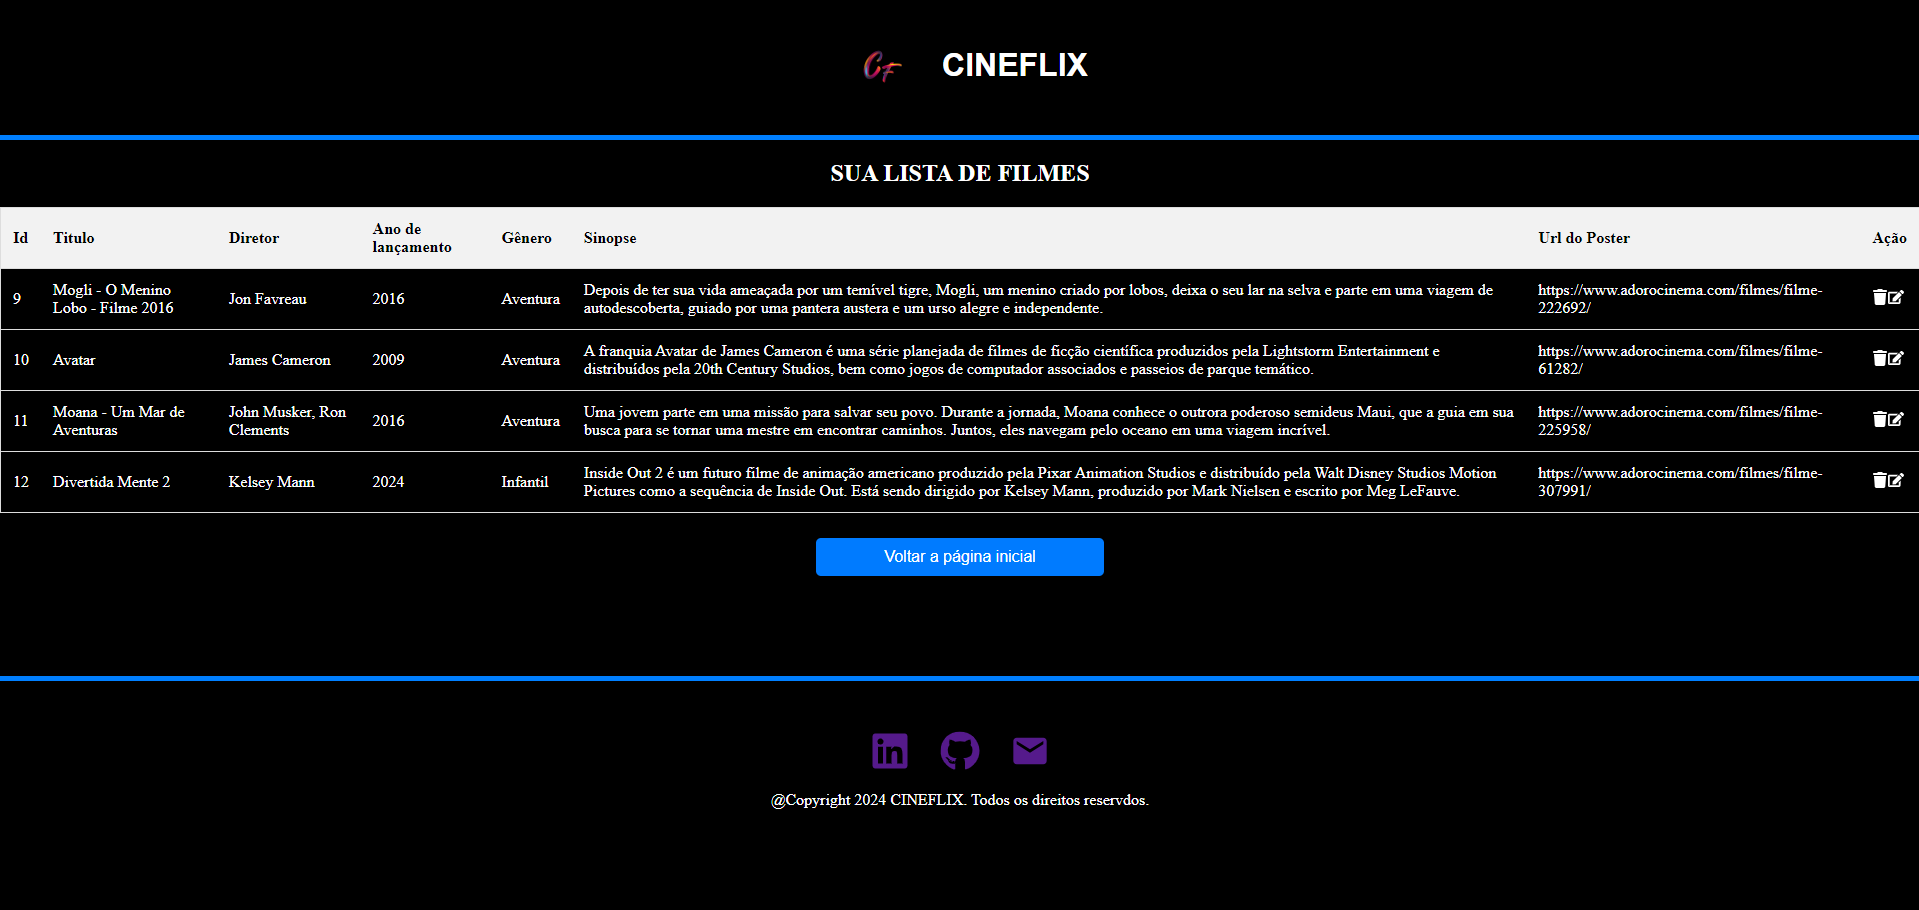 CF CINEFLIX
SUA LISTA DE FILMES
Id Titulo Diretor Ano de lançamento Gênero Sinopse Url do Poster Ação
9 Mogli - O Menino Lobo - Filme 2016 Jon Favreau 2016 Aventura Depois de ter sua vida ameaçada por um temível tigre, Mogli, um menino criado por lobos, deixa o seu lar na selva e parte em uma viagem de autodescoberta, guiado por uma pantera austera e um urso alegre e independente. https://www.adorocinema.com/filmes/filme-222692/
10 Avatar James Cameron 2009 Aventura A franquia Avatar de James Cameron é uma série planejada de filmes de ficção científica produzidos pela Lightstorm Entertainment e distribuídos pela 20th Century Studios, bem como jogos de computador associados e passeios de parque temático. https://www.adorocinema.com/filmes/filme-61282/
11 Moana - Um Mar de Aventuras John Musker, Ron Clements 2016 Aventura Uma jovem parte em uma missão para salvar seu povo. Durante a jornada, Moana conhece o outrora poderoso semideus Maui, que a guia em sua busca para se tornar uma mestre em encontrar caminhos. Juntos, eles navegam pelo oceano em uma viagem incrível. https://www.adorocinema.com/filmes/filme-225958/
12 Divertida Mente 2 Kelsey Mann 2024 Infantil Inside Out 2 é um futuro filme de animação americano produzido pela Pixar Animation Studios e distribuído pela Walt Disney Studios Motion Pictures como a sequência de Inside Out. Está sendo dirigido por Kelsey Mann, produzido por Mark Nielsen e escrito por Meg LeFauve. https://www.adorocinema.com/filmes/filme-307991/
Voltar a página inicial
in
@Copyright 2024 CINEFLIX. Todos os direitos reservdos.